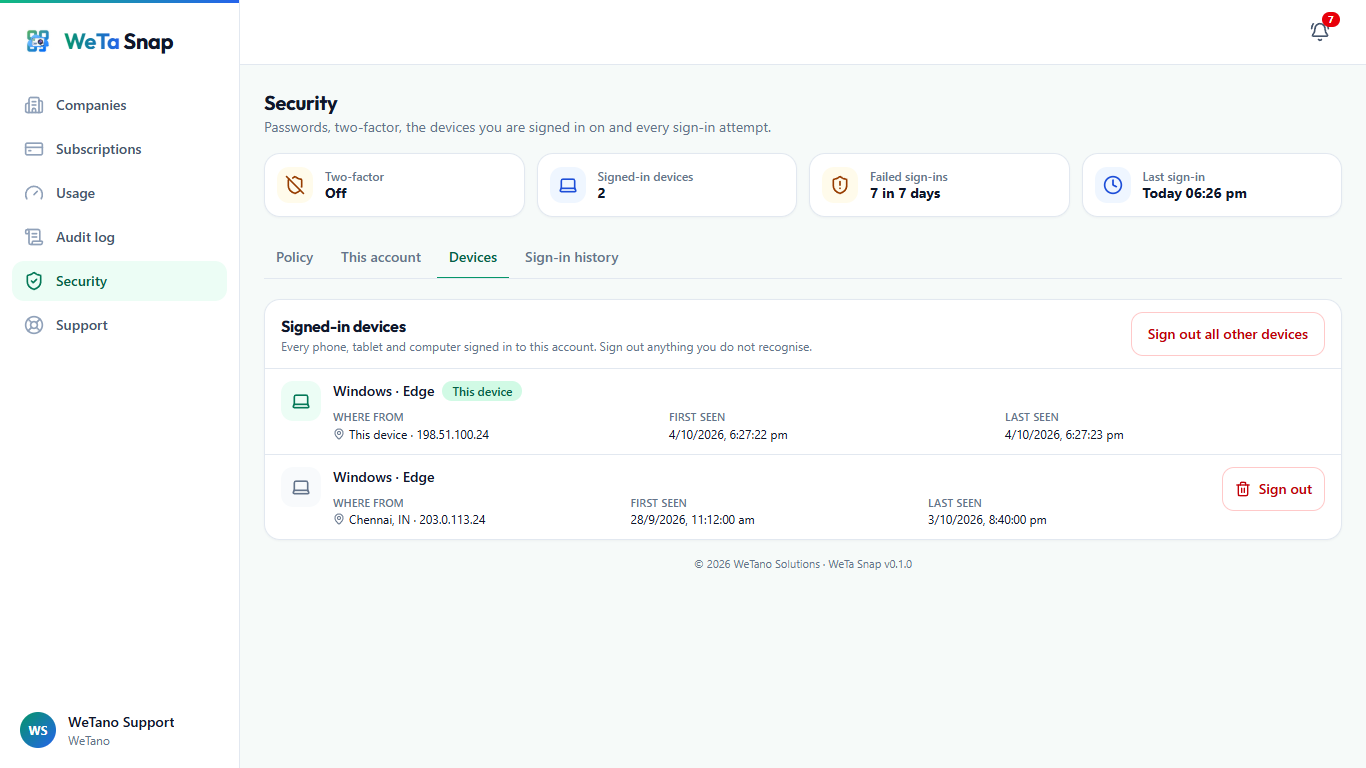 WeTa Snap
7
Companies
Subscriptions
Usage
Audit log
Security
Support
Security
Passwords, two-factor, the devices you are signed in on and every sign-in attempt.
Two-factor
Off
Signed-in devices
2
Failed sign-ins
7 in 7 days
Last sign-in
Today 06:26 pm
Policy This account Devices Sign-in history
Signed-in devices
Every phone, tablet and computer signed in to this account. Sign out anything you do not recognise.
Sign out all other devices
Windows · Edge This device
WHERE FROM FIRST SEEN LAST SEEN
This device · 198.51.100.24 4/10/2026, 6:27:22 pm 4/10/2026, 6:27:23 pm
Windows · Edge
Sign out
WHERE FROM FIRST SEEN LAST SEEN
Chennai, IN · 203.0.113.24 28/9/2026, 11:12:00 am 3/10/2026, 8:40:00 pm
© 2026 WeTano Solutions · WeTa Snap v0.1.0
WS
WeTano Support
WeTano